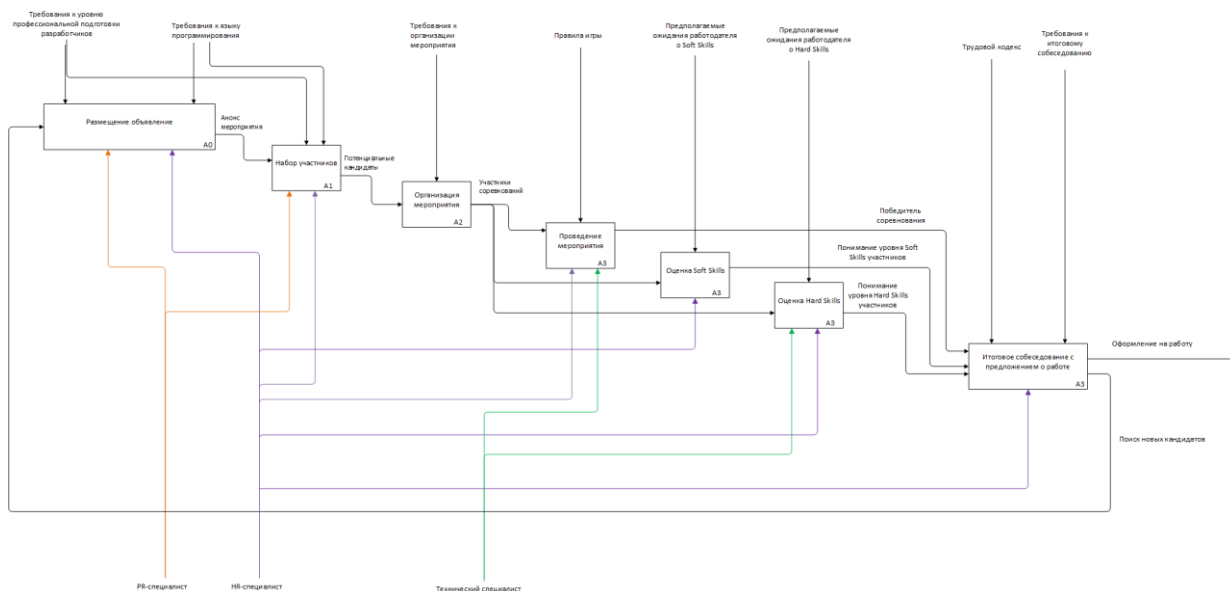 Требования к уровню
профессиональной подготовки
разработчиков
Требования к языку
программирования
Требования к
организации
мероприятия
Правила игры
Предполагаемые
ожидания работодателя
о Soft Skills
Предполагаемые
ожидания работодателя
о Hard Skills
Трудовой кодекс
Требования к
итоговому
собеседованию
Размещение объявление
A0
Анокс
мероприятия
Набор участников
A1
Потенциальные
кандидаты
Организация
мероприятия
A2
Участники
соревнований
Проведение
мероприятия
A3
Оценка Soft Skills
A3
Оценка Hard Skills
A3
Победитель
соревнования
Понимание уровня Soft
Skills участников
Понимание
уровня Hard Skills
участников
Итоговое собеседование с
предложением о работе
A3
Оформление на работу
Поиск новых кандидатов
PR-специалист
HR-специалист
Технический специалист